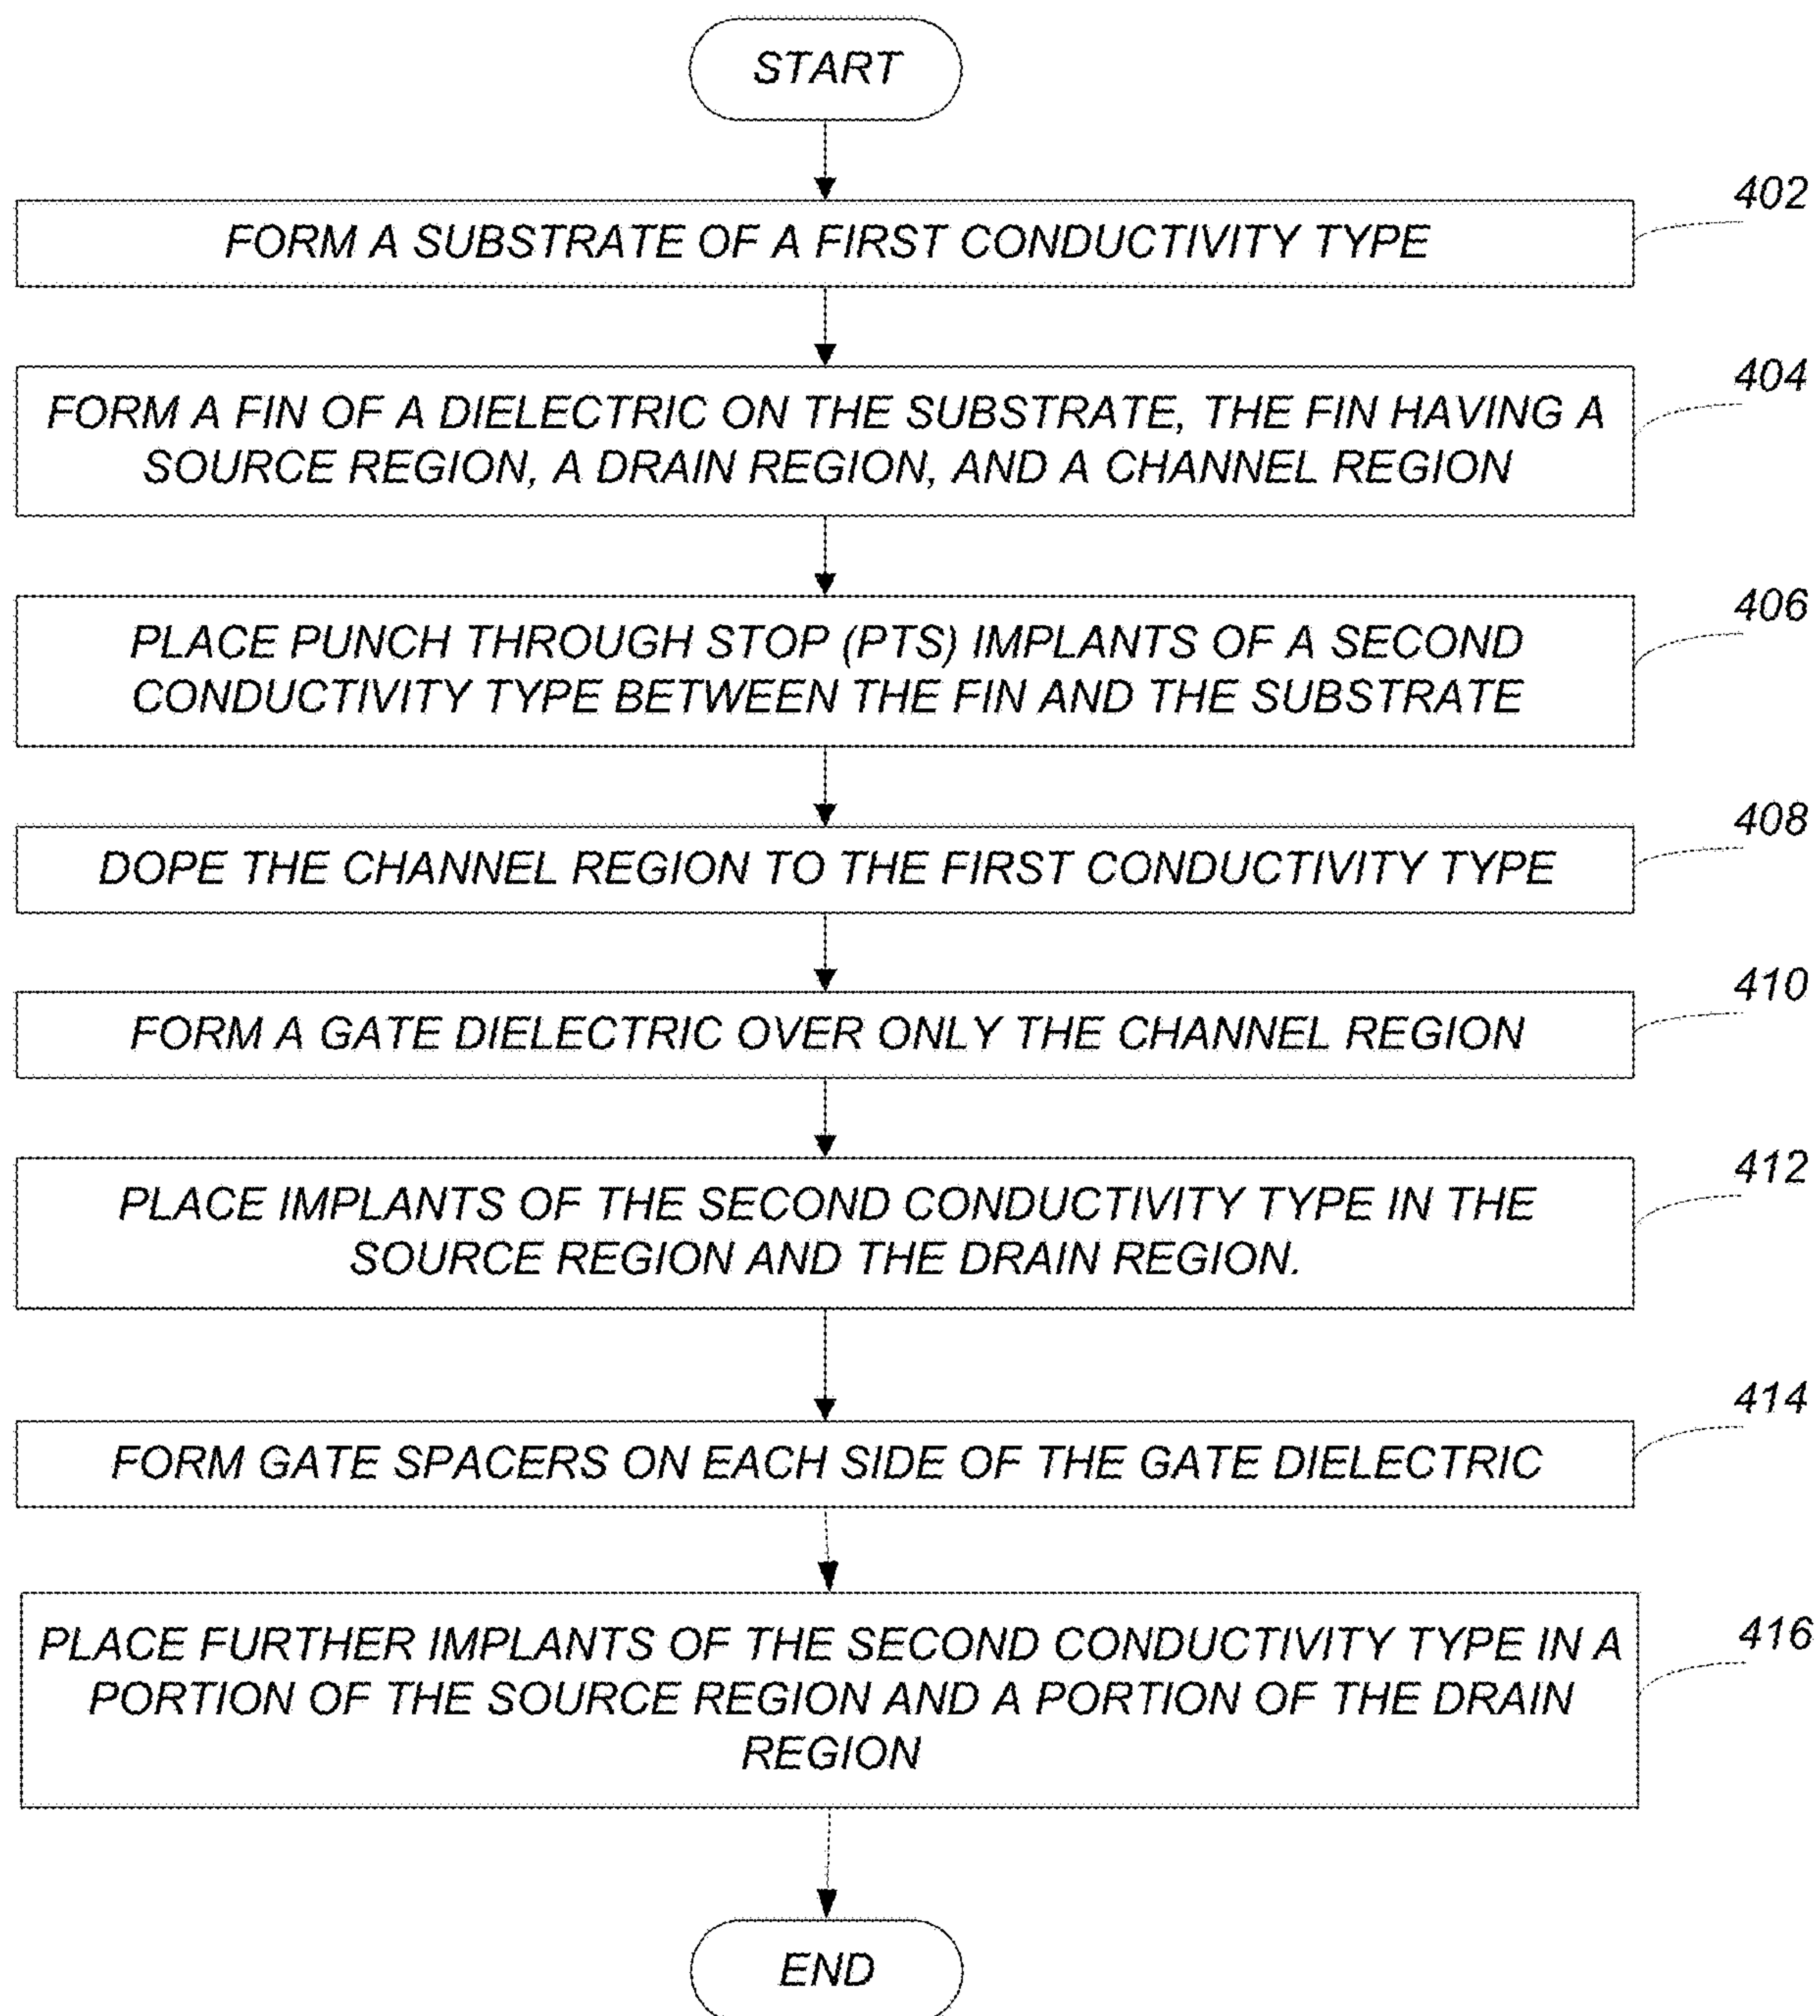 START
402
FORM A SUBSTRATE OF A FIRST CONDUCTIVITY TYPE
404
FORM A FIN OF A DIELECTRIC ON THE SUBSTRATE, THE FIN HAVING A
SOURCE REGION, A DRAIN REGION, AND A CHANNEL REGION
406
PLACE PUNCH THROUGH STOP (PTS) IMPLANTS OF A SECOND
CONDUCTIVITY TYPE BETWEEN THE FIN AND THE SUBSTRATE
408
DOPE THE CHANNEL REGION TO THE FIRST CONDUCTIVITY TYPE
410
FORM A GATE DIELECTRIC OVER ONLY THE CHANNEL REGION
412
PLACE IMPLANTS OF THE SECOND CONDUCTIVITY TYPE IN THE
SOURCE REGION AND THE DRAIN REGION.
414
FORM GATE SPACERS ON EACH SIDE OF THE GATE DIELECTRIC
416
PLACE FURTHER IMPLANTS OF THE SECOND CONDUCTIVITY TYPE IN A
PORTION OF THE SOURCE REGION AND A PORTION OF THE DRAIN
REGION
END